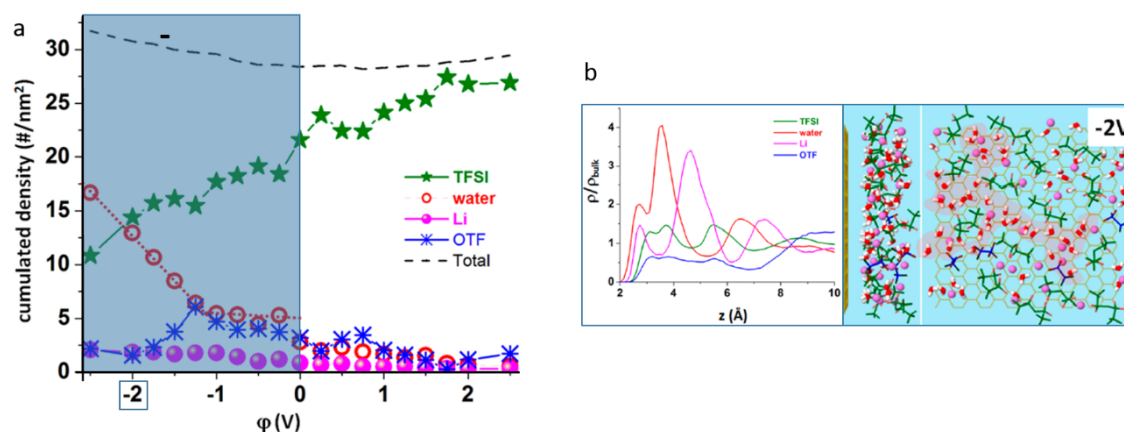 a
30
25
20
15
10
5
0
cumulated density (#/nm²)
TFSI
water
Li
OTF
Total
-2
-1
0
1
2
φ (V)
b
4
3
2
1
0
ρ/ρbulk
TFSI
water
Li
OTF
2
4
6
8
10
z (Å)
-2V